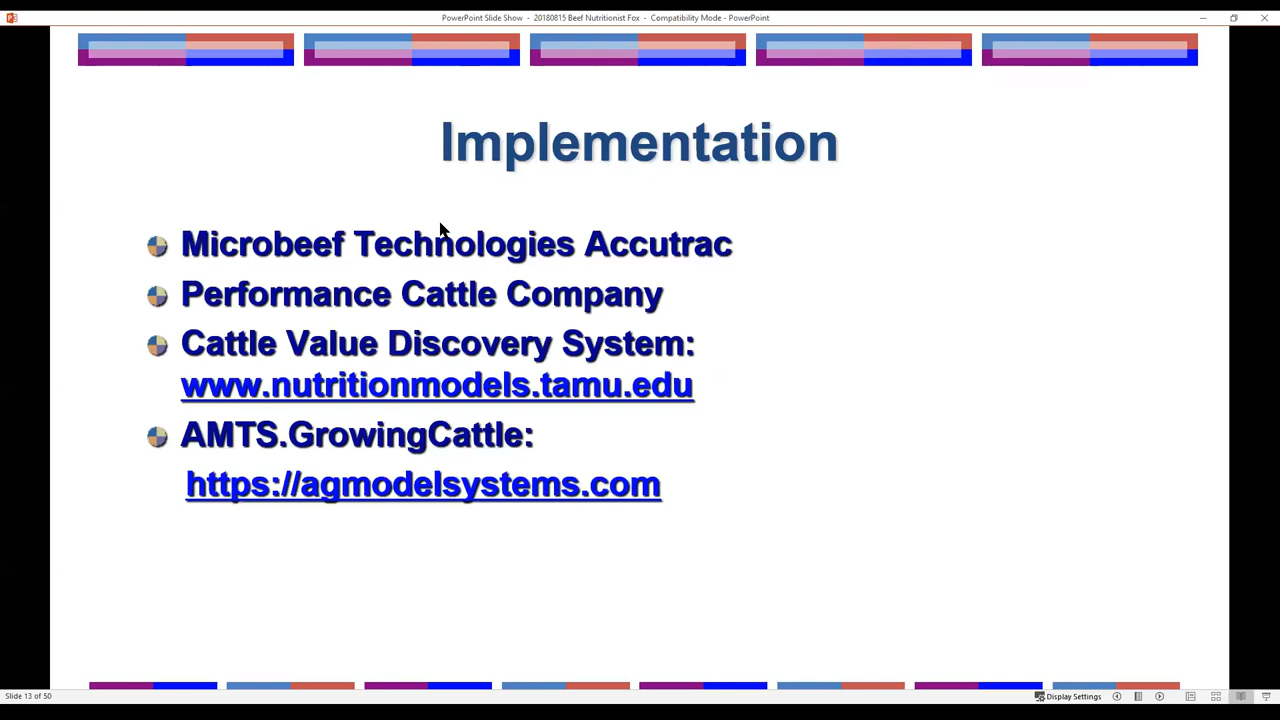 PowerPoint Slide Show - 20180815 Beef Nutritionist Fox - Compatibility Mode - PowerPoint
Implementation
Microbeef Technologies Accutrac
Performance Cattle Company
Cattle Value Discovery System:
www.nutritionmodels.tamu.edu
AMTS.GrowingCattle:
https://agmodelsystems.com
Slide 13 of 50
Display Settings